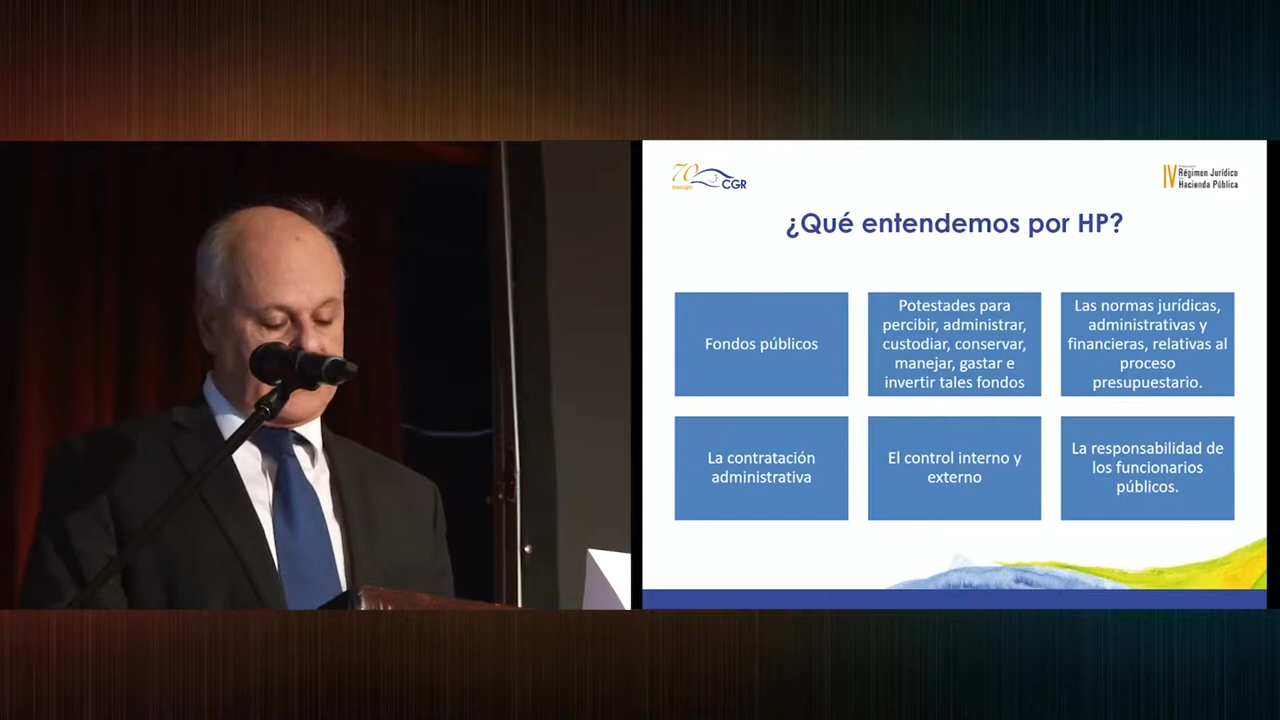 70
CGR
IV
Régimen Jurídico
Hacienda Pública
¿Qué entendemos por HP?
Fondos públicos
Potestades para
percibir, administrar,
custodiar, conservar,
manejar, gastar e
invertir tales fondos
Las normas jurídicas,
administrativas y
financieras, relativas al
proceso
presupuestario.
La contratación
administrativa
El control interno y
externo
La responsabilidad de
los funcionarios
públicos.